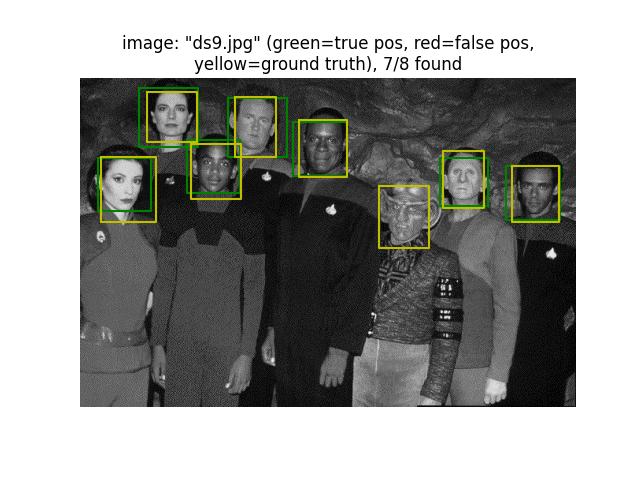 image: "ds9.jpg" (green=true pos, red=false pos,
yellow=ground truth), 7/8 found